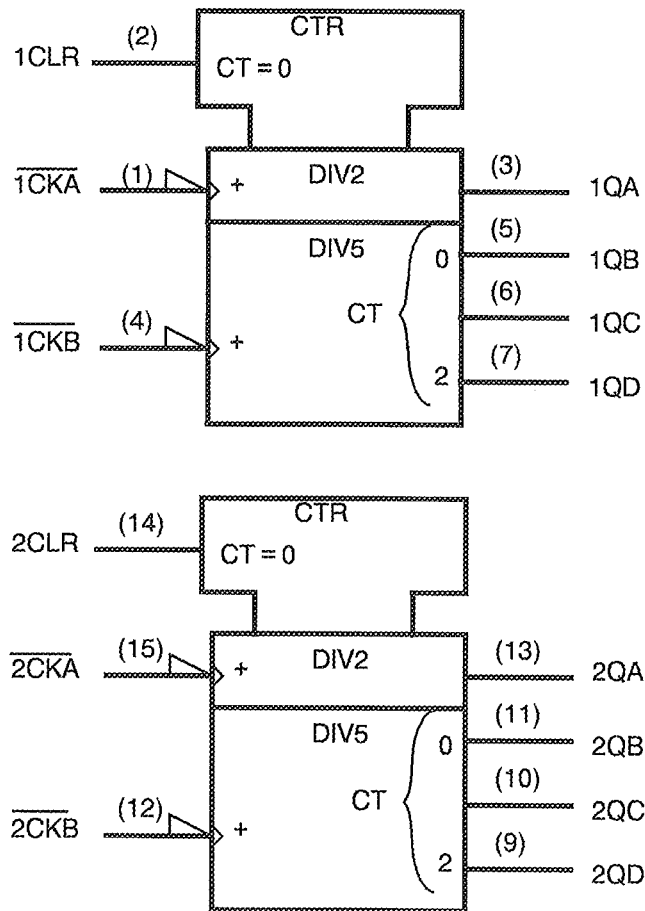 CTR
1CLR (2) CT = 0
1CKA (1) + DIV2 (3) 1QA
DIV5 0 (5) 1QB
CT (6) 1QC
1CKB (4) + 2 (7) 1QD
CTR
2CLR (14) CT = 0
2CKA (15) + DIV2 (13) 2QA
DIV5 0 (11) 2QB
CT (10) 2QC
2CKB (12) + 2 (9) 2QD